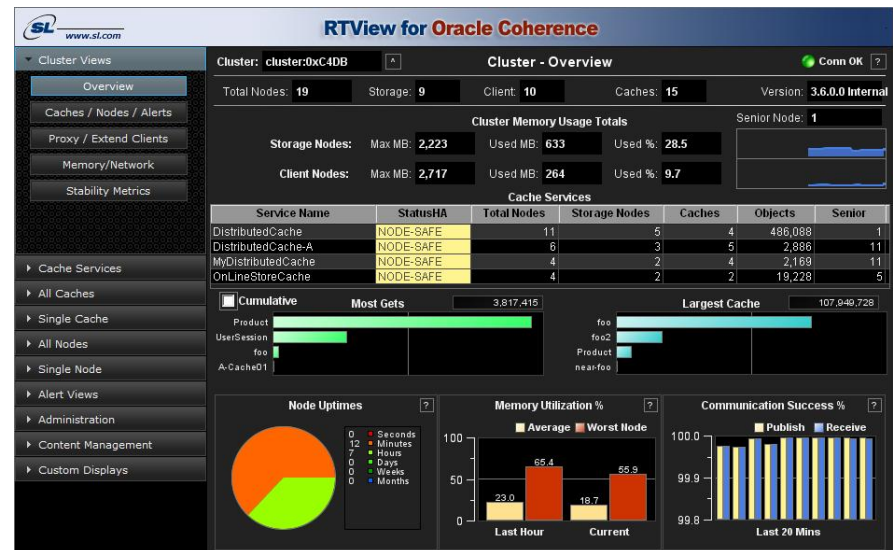 SL
www.sl.com
RTView for Oracle Coherence
Cluster Views
Overview
Caches / Nodes / Alerts
Proxy / Extend Clients
Memory/Network
Stability Metrics
Cache Services
All Caches
Single Cache
All Nodes
Single Node
Alert Views
Administration
Content Management
Custom Displays
Cluster: cluster:0xC4DB ^ Cluster - Overview Conn OK ?
Total Nodes: 19 Storage: 9 Client: 10 Caches: 15 Version: 3.6.0.0 Internal
Cluster Memory Usage Totals Senior Node: 1
Storage Nodes: Max MB: 2,223 Used MB: 633 Used %: 28.5
Client Nodes: Max MB: 2,717 Used MB: 264 Used %: 9.7
Cache Services
Service Name StatusHA Total Nodes Storage Nodes Caches Objects Senior
DistributedCache NODE-SAFE 11 5 4 486,088 1
DistributedCache-A NODE-SAFE 6 3 5 2,886 11
MyDistributedCache NODE-SAFE 4 2 4 2,169 11
OnLineStoreCache NODE-SAFE 4 2 2 19,228 5
Cumulative Most Gets 3,817,415
Product
UserSession
foo
A-Cache01
Largest Cache 107,949,728
foo
foo2
Product
near-foo
Node Uptimes ?
0 Seconds
12 Minutes
7 Hours
0 Days
0 Weeks
0 Months
Memory Utilization % ?
Average Worst Node
100
50
0
23.0 65.4 18.7 55.9
Last Hour Current
Communication Success % ?
Publish Receive
100.0
99.9
99.8
Last 20 Mins